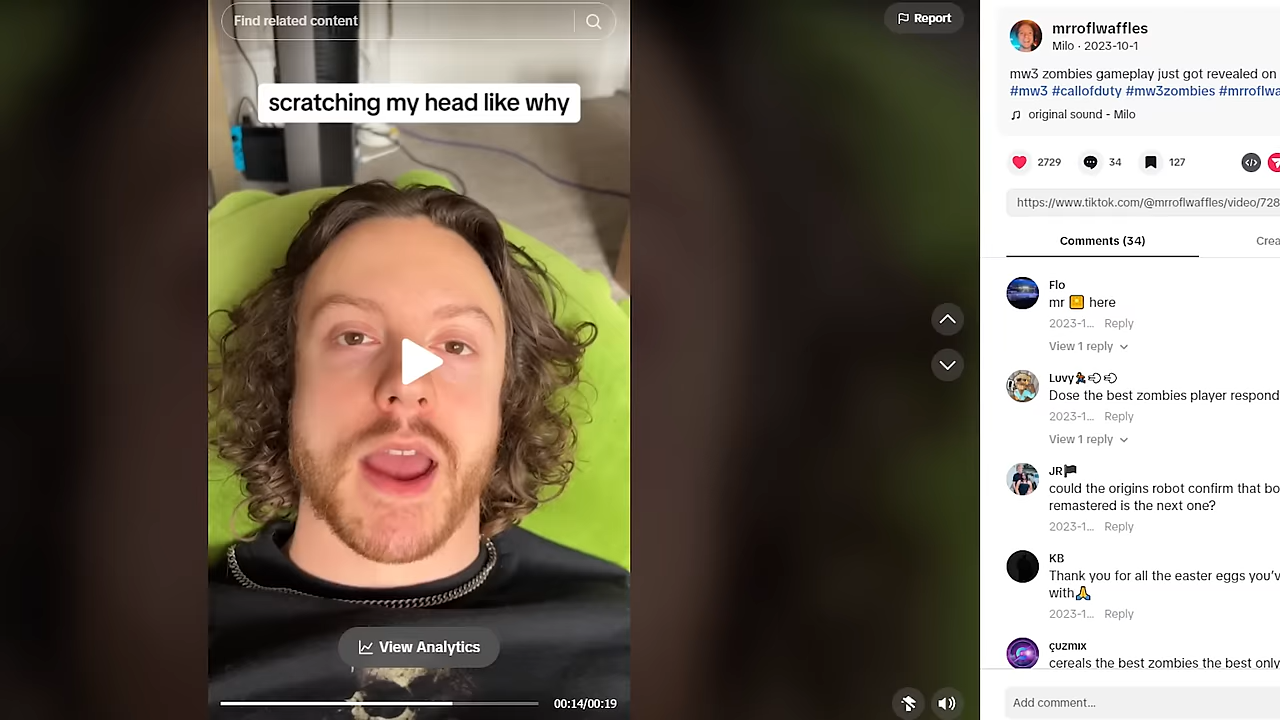 Find related content
scratching my head like why
View Analytics
00:14/00:19
Report
mrroflwaffles
Milo · 2023-10-1
mw3 zombies gameplay just got revealed on
#mw3 #callofduty #mw3zombies #mrroflwa
original sound - Milo
2729
34
127
https://www.tiktok.com/@mrroflwaffles/video/728
Comments (34)
Crea
Flo
mr 🟧 here
2023-1... Reply
View 1 reply
Luvy
Dose the best zombies player respond
2023-1... Reply
View 1 reply
JR🏴
could the origins robot confirm that bo
remastered is the next one?
2023-1... Reply
KB
Thank you for all the easter eggs you'v
with🙏
2023-1... Reply
çuzmıx
cereals the best zombies the best only
Add comment...